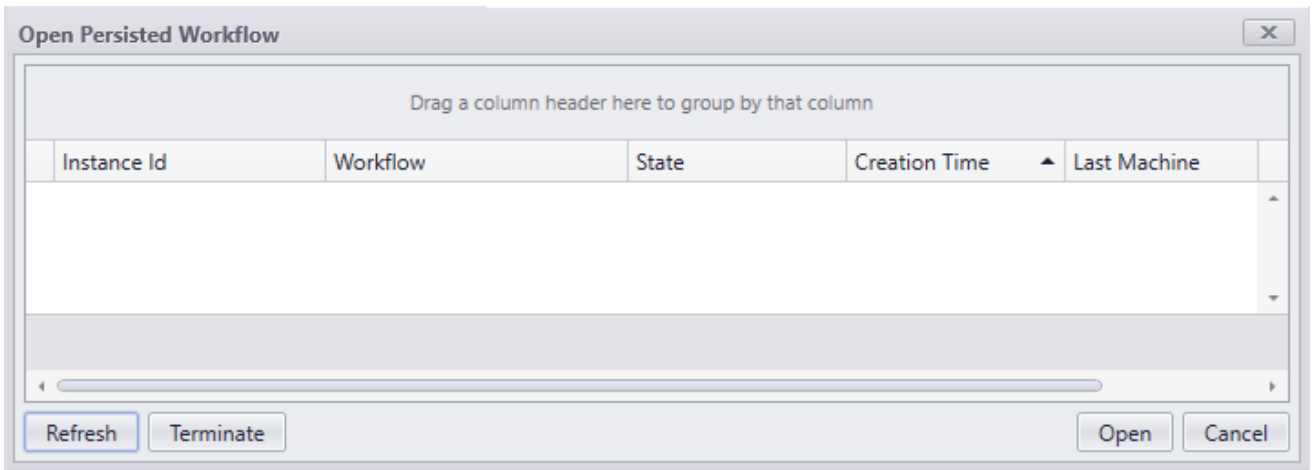 Open Persisted Workflow
Drag a column header here to group by that column
Instance Id Workflow State Creation Time Last Machine
Refresh Terminate Open Cancel